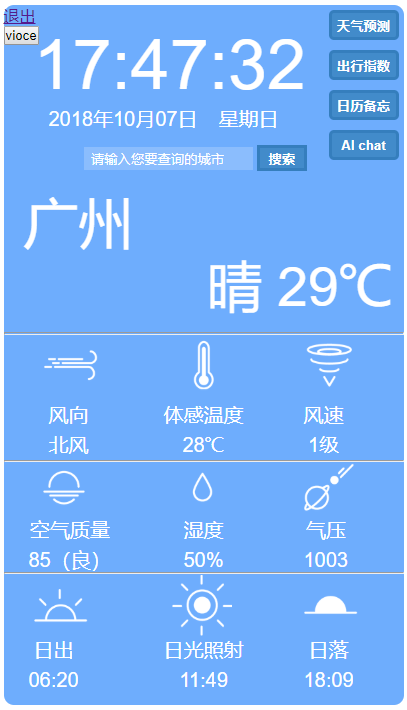 退出
天气预测
vioce
17:47:32
出行指数
2018年10月07日 星期日
日历备忘
请输入您要查询的城市 搜索
AI chat
广州
晴 29℃
风向 体感温度 风速
北风 28℃ 1级
空气质量 湿度 气压
85（良） 50% 1003
日出 日光照射 日落
06:20 11:49 18:09